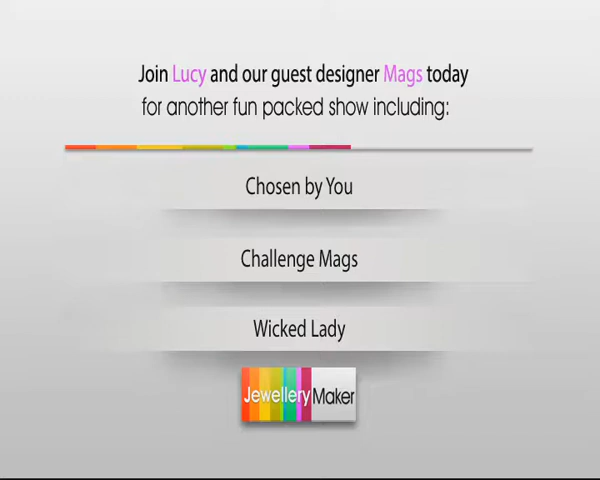 Join Lucy and our guest designer Mags today
for another fun packed show including:
Chosen by You
Challenge Mags
Wicked Lady
JewelleryMaker